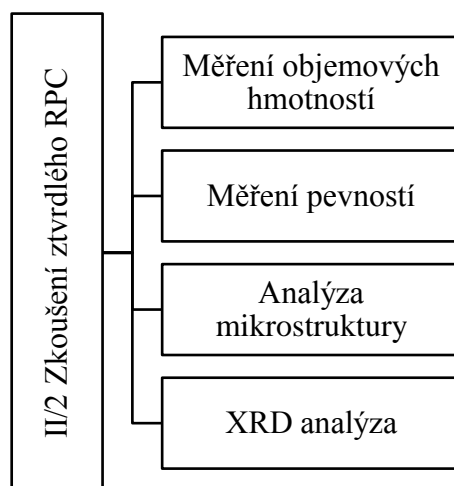 II/2 Zkoušení ztvrdlého RPC
Měření objemových
hmotností
Měření pevností
Analýza
mikrostruktury
XRD analýza